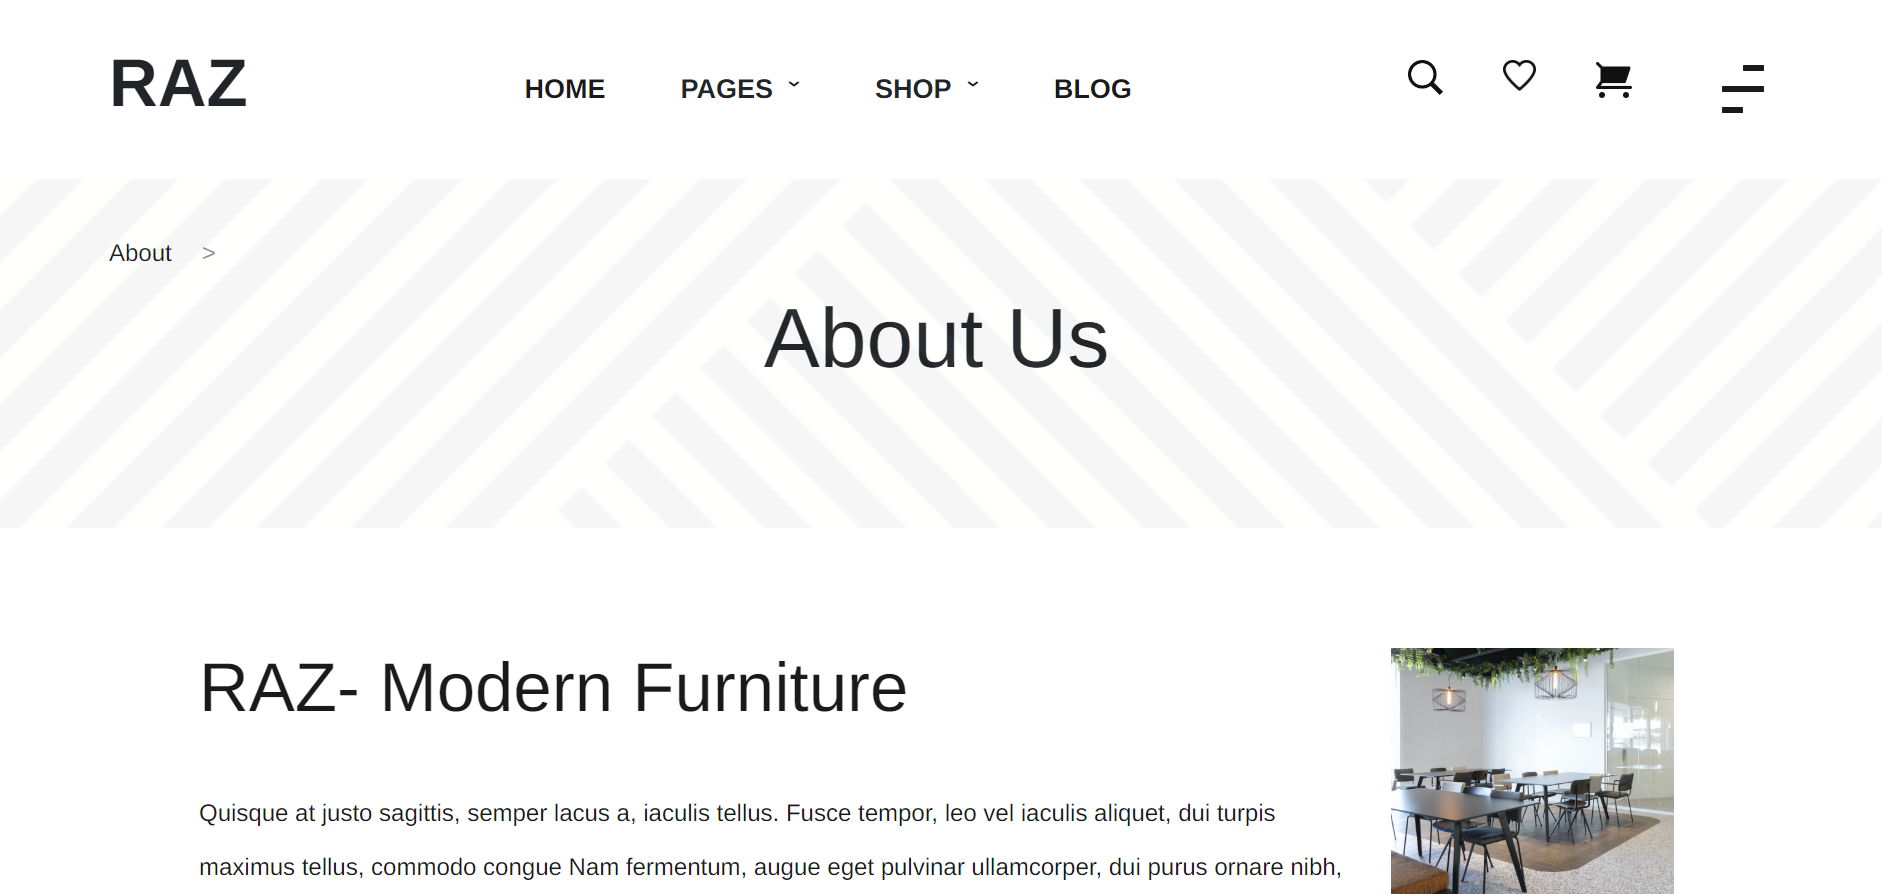 RAZ
HOME PAGES SHOP BLOG
About >
About Us
RAZ- Modern Furniture
Quisque at justo sagittis, semper lacus a, iaculis tellus. Fusce tempor, leo vel iaculis aliquet, dui turpis
maximus tellus, commodo congue Nam fermentum, augue eget pulvinar ullamcorper, dui purus ornare nibh,